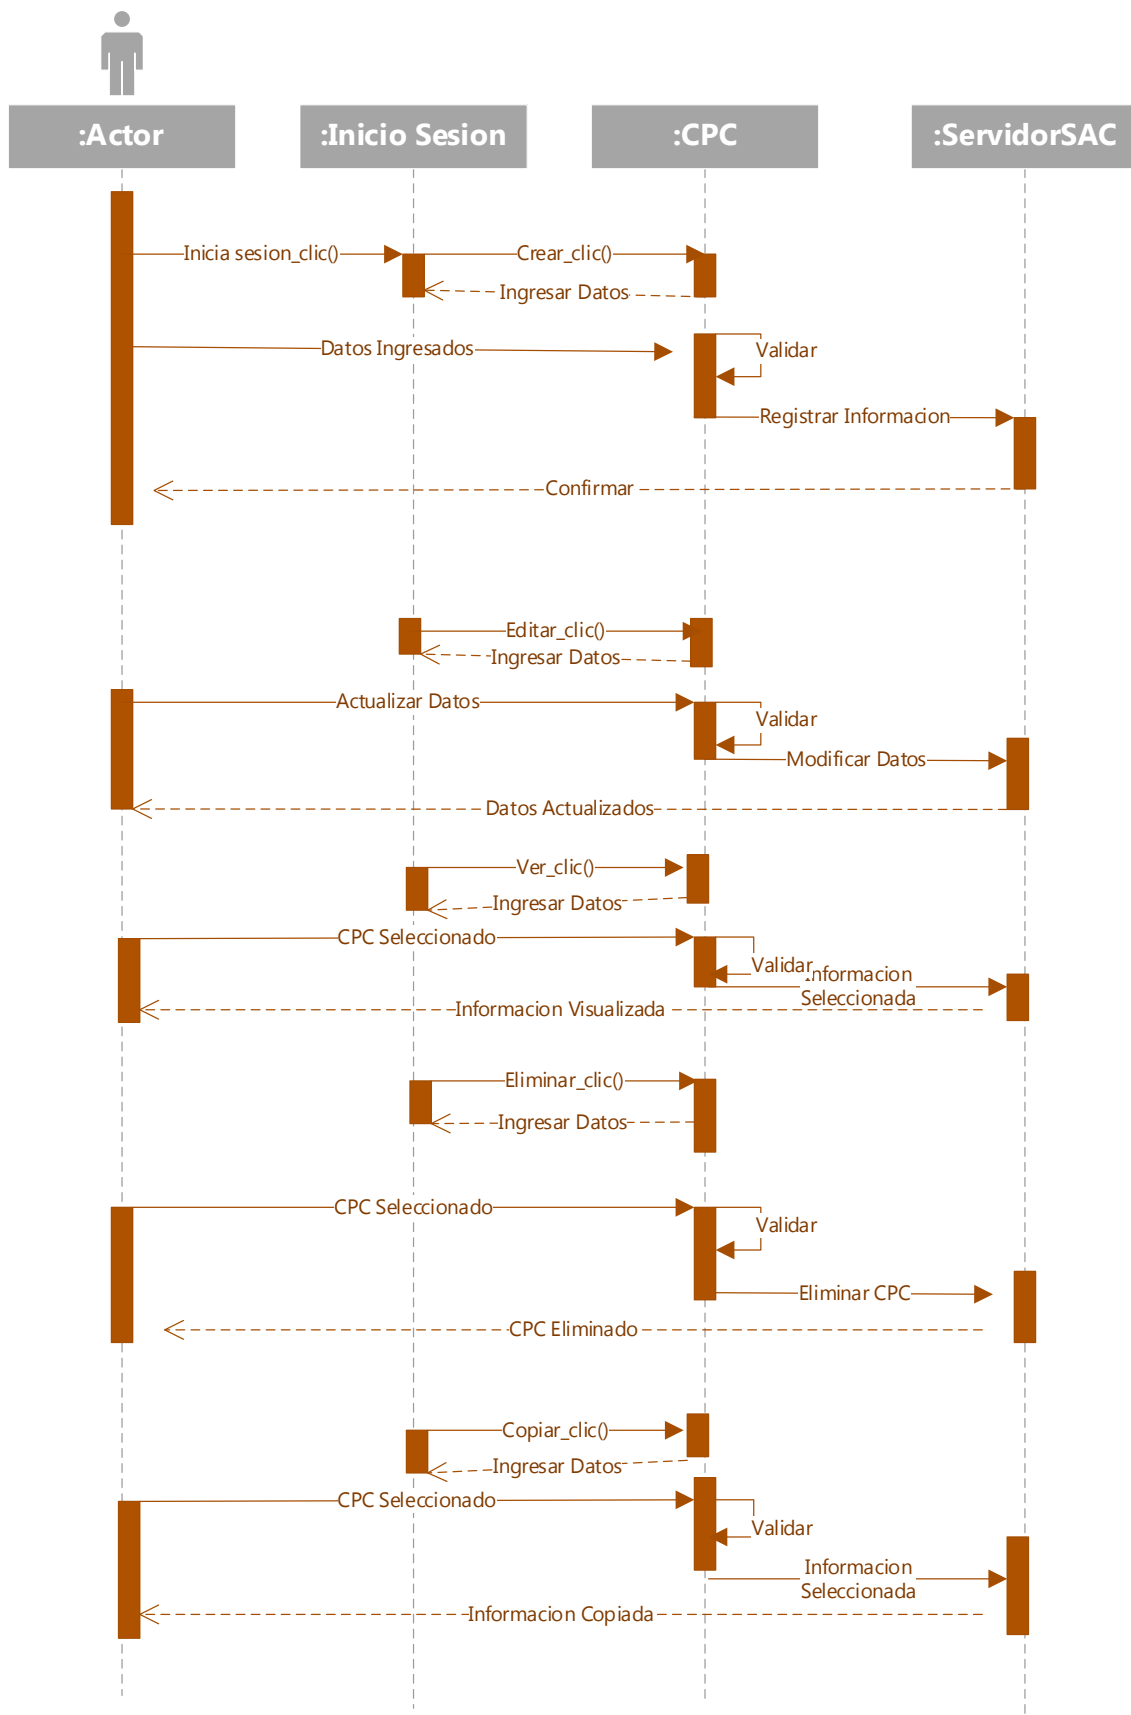 :Actor
:Inicio Sesion
:CPC
:ServidorSAC
Inicia sesion_clic()
Crear_clic()
Ingresar Datos
Datos Ingresados
Validar
Registrar Informacion
Confirmar
Editar_clic()
Ingresar Datos
Actualizar Datos
Validar
Modificar Datos
Datos Actualizados
Ver_clic()
Ingresar Datos
CPC Seleccionado
Validar
Informacion
Seleccionada
Informacion Visualizada
Eliminar_clic()
Ingresar Datos
CPC Seleccionado
Validar
Eliminar CPC
CPC Eliminado
Copiar_clic()
Ingresar Datos
CPC Seleccionado
Validar
Informacion
Seleccionada
Informacion Copiada